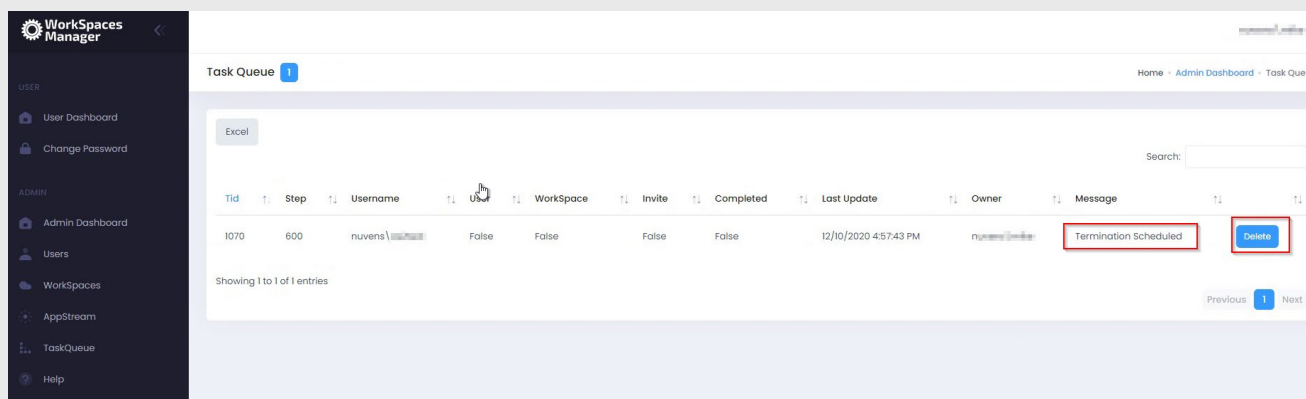 WorkSpaces
Manager
Task Queue 1
Home - Admin Dashboard - Task Que
USER
User Dashboard
Change Password
ADMIN
Admin Dashboard
Users
WorkSpaces
AppStream
TaskQueue
Help
Excel
Search:
Tid Step Username User WorkSpace Invite Completed Last Update Owner Message
1070 600 nuvens\ False False False False 12/10/2020 4:57:43 PM Termination Scheduled Delete
Showing 1 to 1 of 1 entries
Previous 1 Next